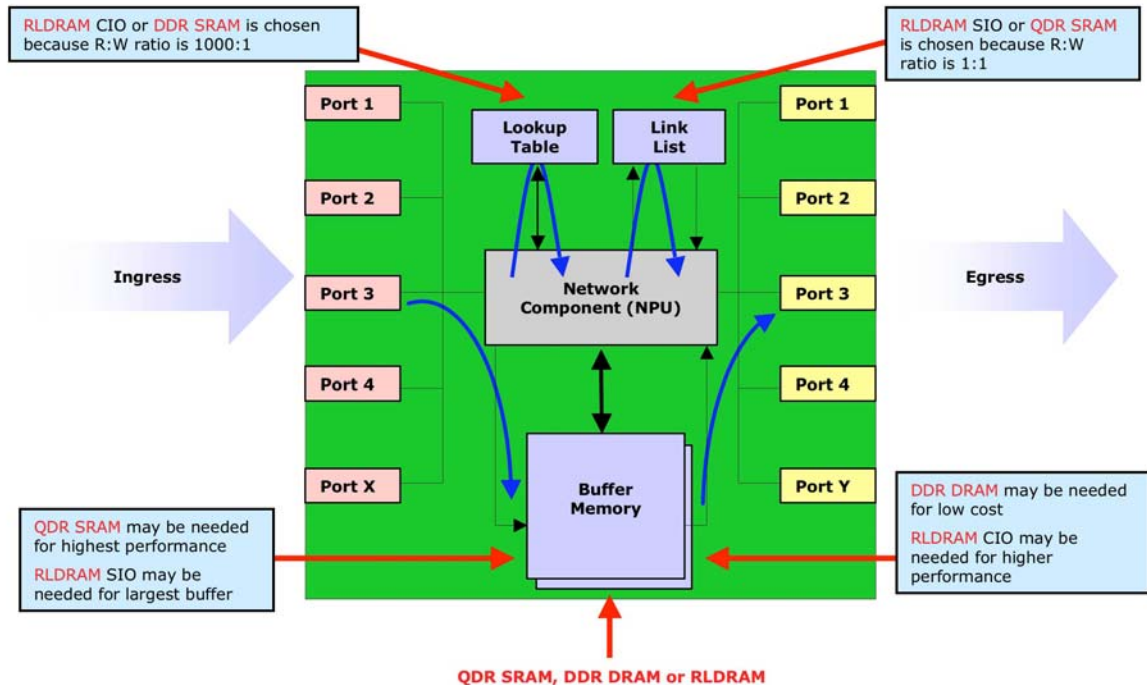 RLDRAM CIO or DDR SRAM is chosen
because R:W ratio is 1000:1
RLDRAM SIO or QDR SRAM
is chosen because R:W
ratio is 1:1
Port 1
Port 2
Port 3
Port 4
Port X
Lookup
Table
Link
List
Port 1
Port 2
Port 3
Port 4
Port Y
Ingress
Network
Component (NPU)
Egress
Buffer
Memory
QDR SRAM may be needed
for highest performance
RLDRAM SIO may be
needed for largest buffer
DDR DRAM may be needed
for low cost
RLDRAM CIO may be
needed for higher
performance
QDR SRAM, DDR DRAM or RLDRAM